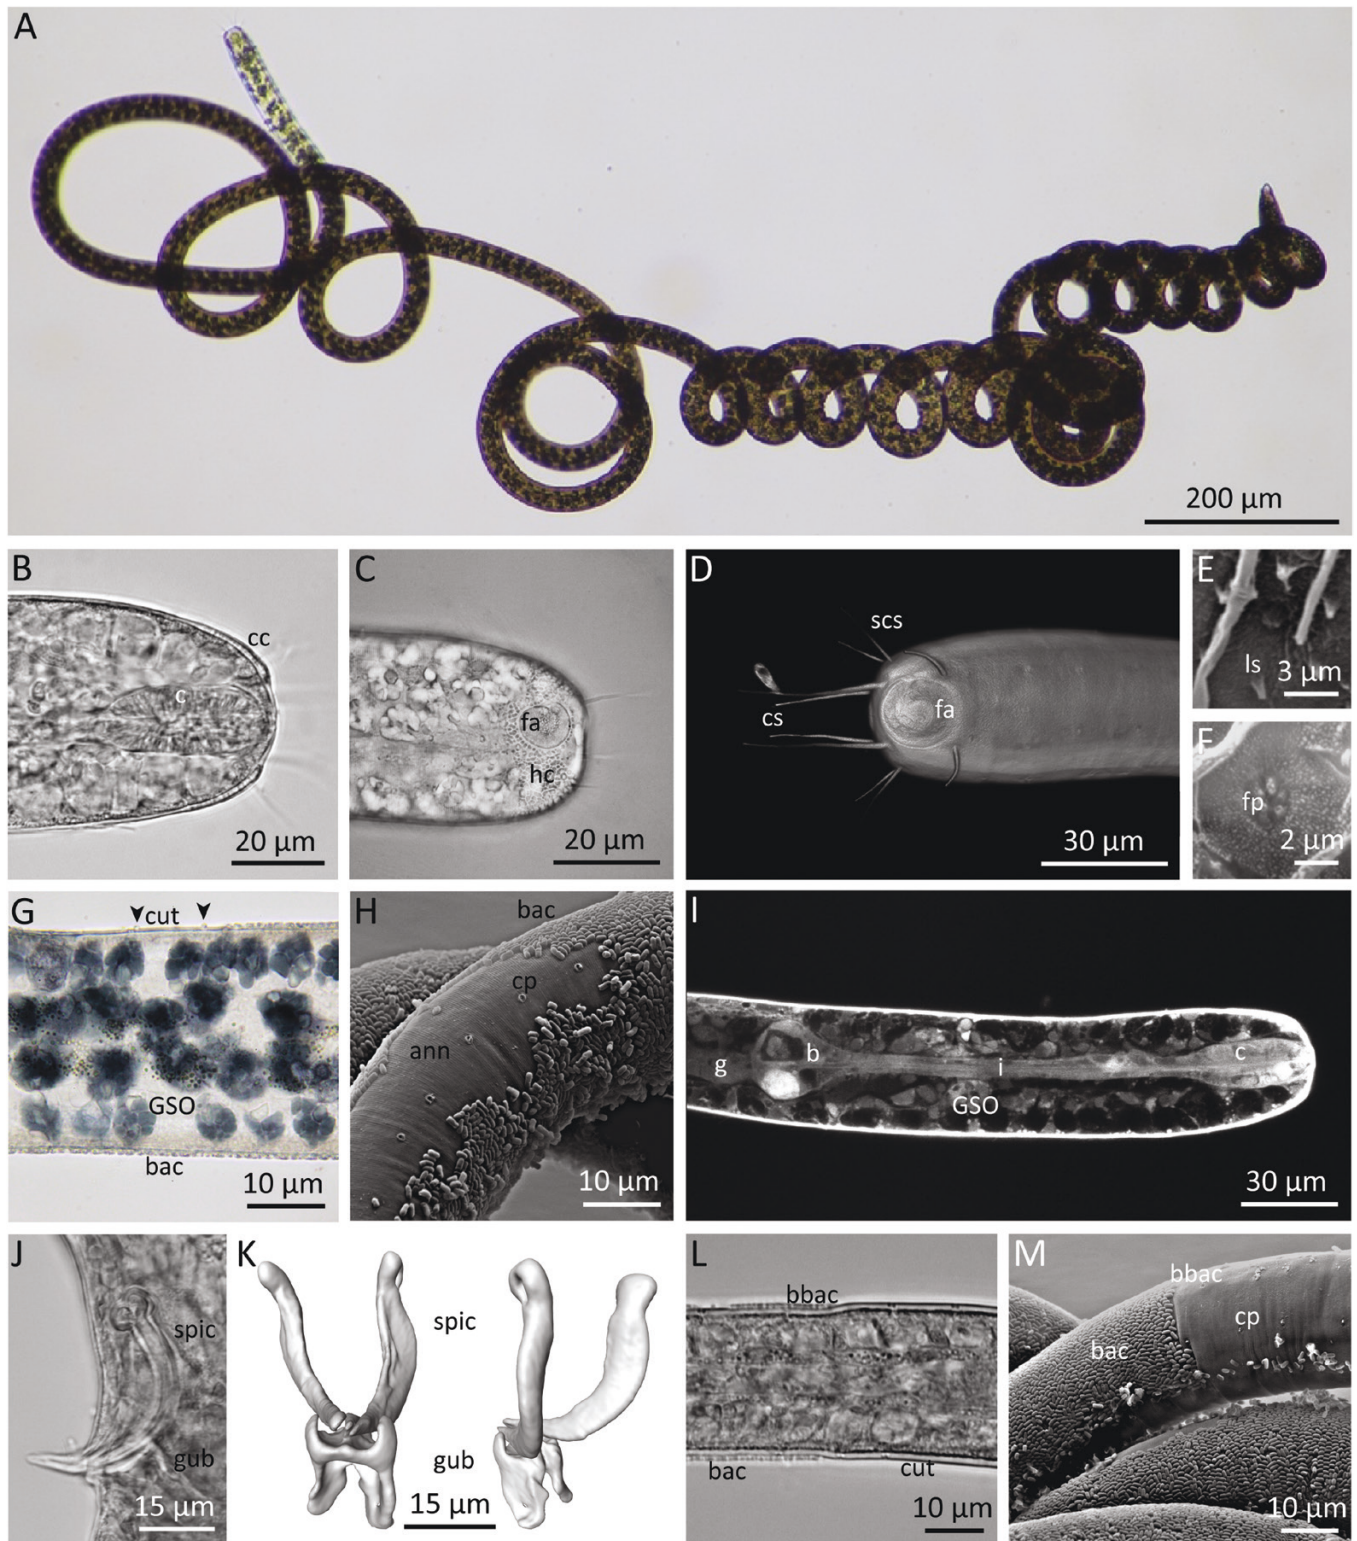 A
200 µm
B
cc
c
20 µm
C
fa
hc
20 µm
D
scs
cs
fa
30 µm
E
ls
3 µm
F
fp
2 µm
G
cut
GSO
bac
10 µm
H
bac
cp
ann
10 µm
I
g
b
i
c
GSO
30 µm
J
spic
gub
15 µm
K
spic
gub
15 µm
L
bbac
bac
cut
10 µm
M
bbac
cp
bac
10 µm